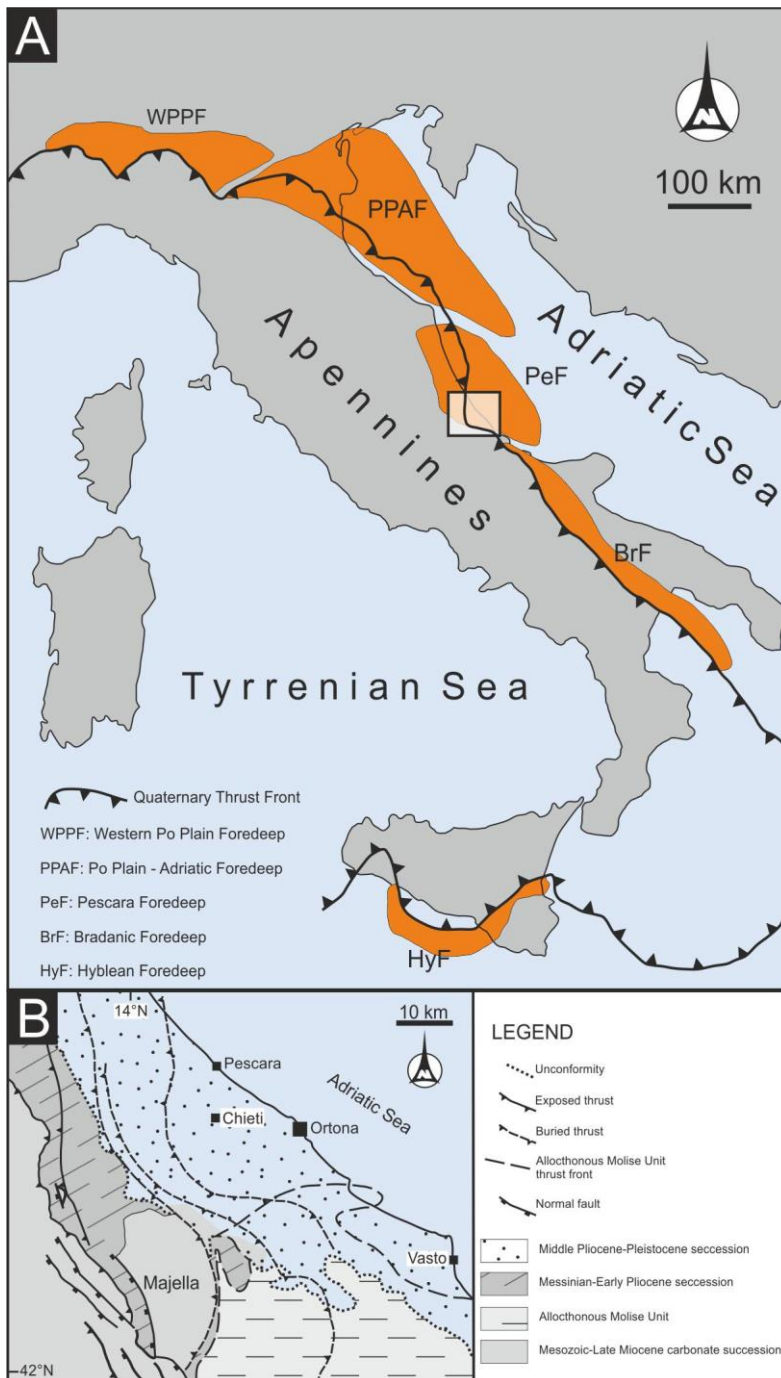 A
N
100 km
WPPF
PPAF
PeF
Adriatic Sea
Apennines
BrF
Tyrrenian Sea
Quaternary Thrust Front
WPPF: Western Po Plain Foredeep
PPAF: Po Plain - Adriatic Foredeep
PeF: Pescara Foredeep
BrF: Bradanic Foredeep
HyF: Hyblean Foredeep
HyF
B
14°N
10 km
N
Pescara
Adriatic Sea
Chieti
Ortona
Vasto
Majella
42°N
LEGEND
Unconformity
Exposed thrust
Buried thrust
Allocthonous Molise Unit
thrust front
Normal fault
Middle Pliocene-Pleistocene seccession
Messinian-Early Pliocene seccession
Allocthonous Molise Unit
Mesozoic-Late Miocene carbonate succession